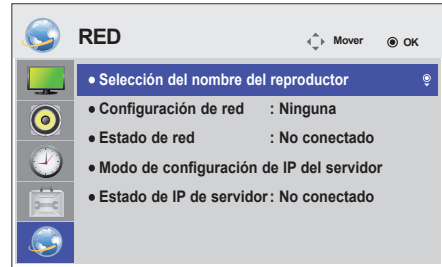 RED
Mover OK
• Selección del nombre del reproductor
• Configuración de red : Ninguna
• Estado de red : No conectado
• Modo de configuración de IP del servidor
• Estado de IP de servidor : No conectado